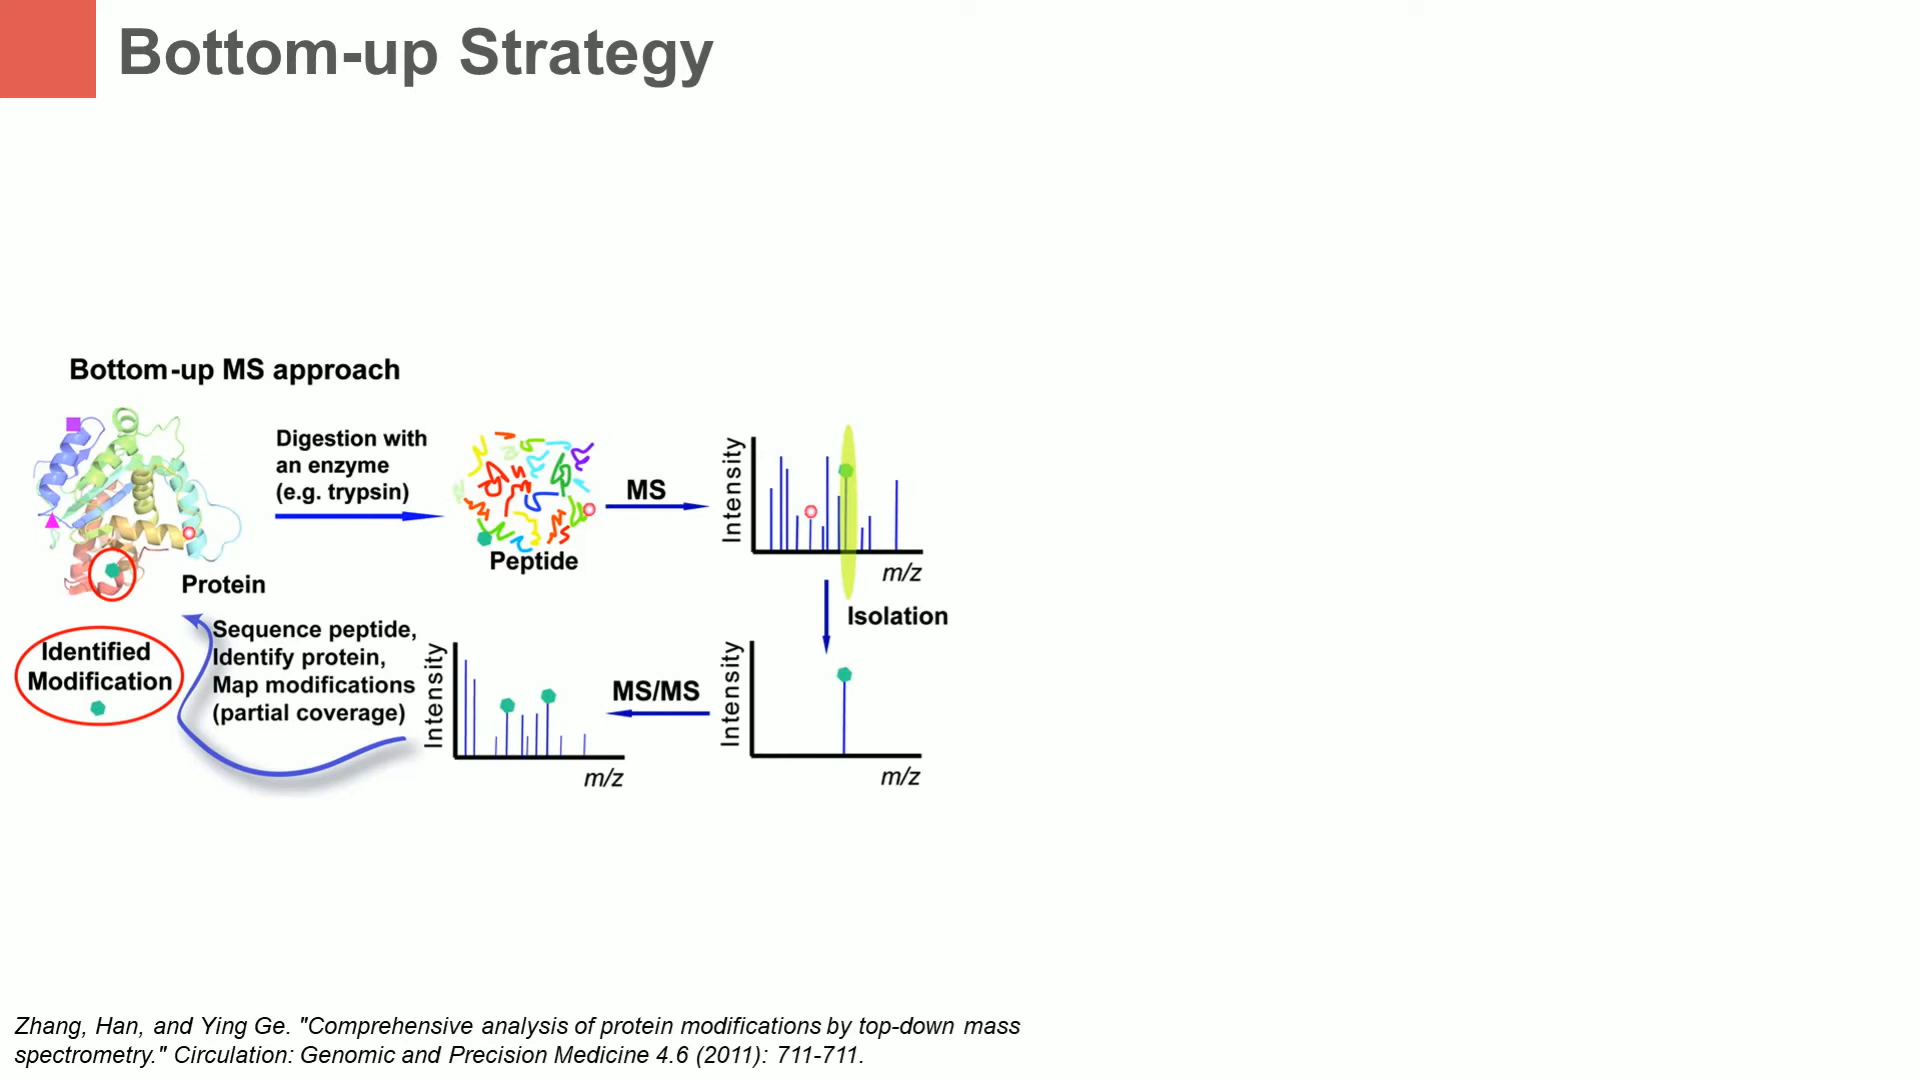 Bottom-up Strategy
Bottom-up MS approach
Digestion with
an enzyme
(e.g. trypsin)
Protein
Peptide
MS
Intensity
m/z
Isolation
Intensity
m/z
MS/MS
Intensity
m/z
Sequence peptide,
Identify protein,
Map modifications
(partial coverage)
Identified
Modification
Zhang, Han, and Ying Ge. "Comprehensive analysis of protein modifications by top-down mass
spectrometry." Circulation: Genomic and Precision Medicine 4.6 (2011): 711-711.